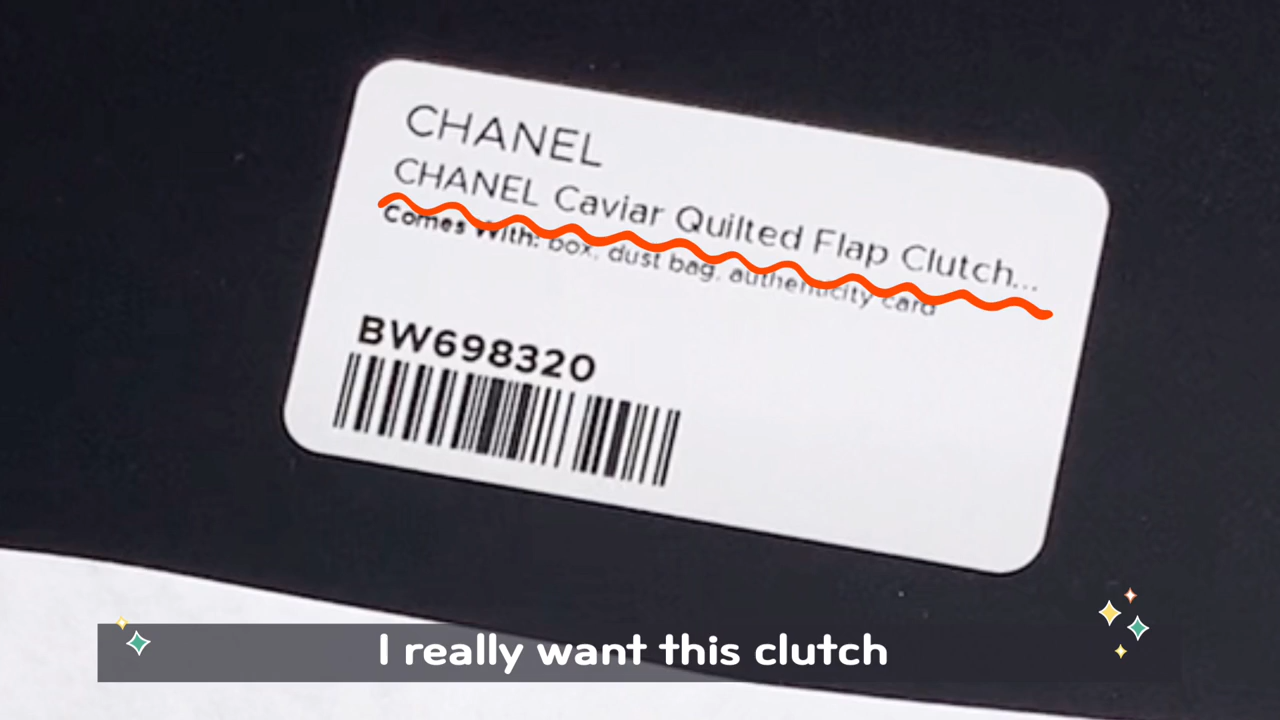 CHANEL
CHANEL Caviar Quilted Flap Clutch...
Comes With: box, dust bag, authenticity card
BW698320
I really want this clutch